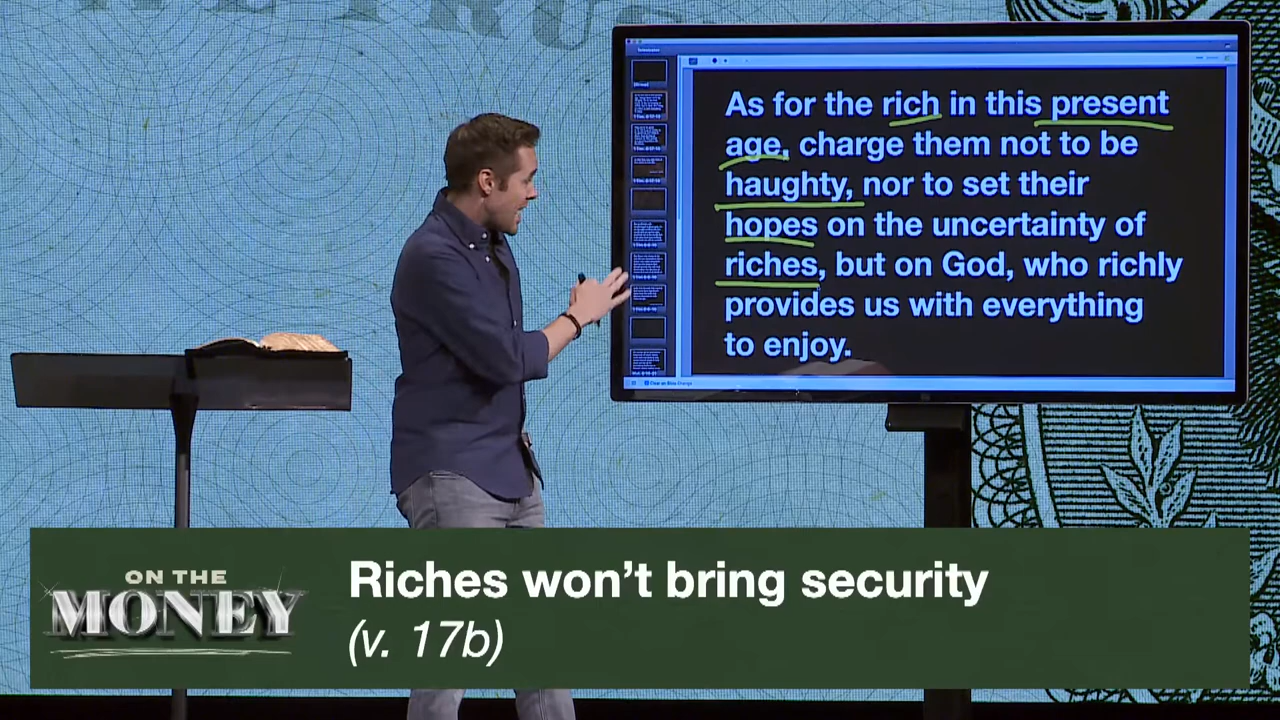 As for the rich in this present
age, charge them not to be
haughty, nor to set their
hopes on the uncertainty of
riches, but on God, who richly
provides us with everything
to enjoy.
ON THE
MONEY
Riches won’t bring security
(v. 17b)